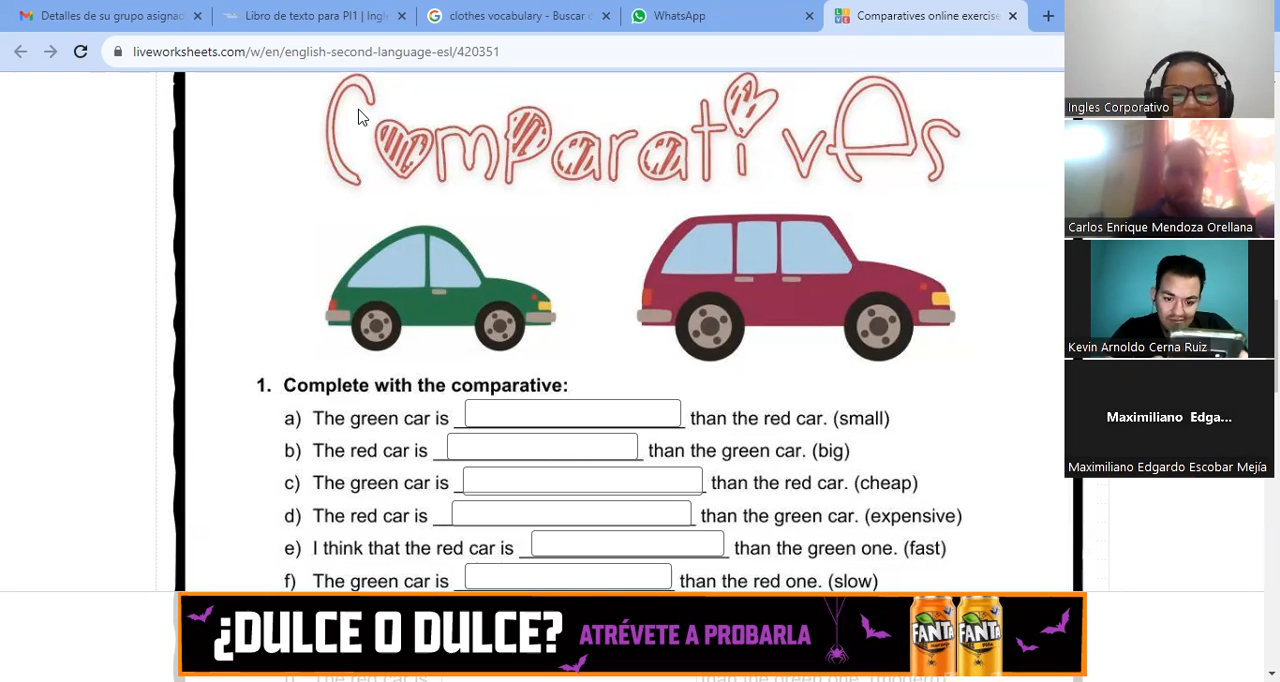 Detalles de su grupo asignad
Libro de texto para PI1 | Ingl
clothes vocabulary - Buscar c
WhatsApp
Comparatives online exercise
liveworksheets.com/w/en/english-second-language-esl/420351
ComparativEs
1. Complete with the comparative:
a) The green car is than the red car. (small)
b) The red car is than the green car. (big)
c) The green car is than the red car. (cheap)
d) The red car is than the green car. (expensive)
e) I think that the red car is than the green one. (fast)
f) The green car is than the red one. (slow)
¿DULCE O DULCE? ATRÉVETE A PROBARLA
FANTA FANTA
Ingles Corporativo
Carlos Enrique Mendoza Orellana
Kevin Arnoldo Cerna Ruiz
Maximiliano Edga...
Maximiliano Edgardo Escobar Mejía